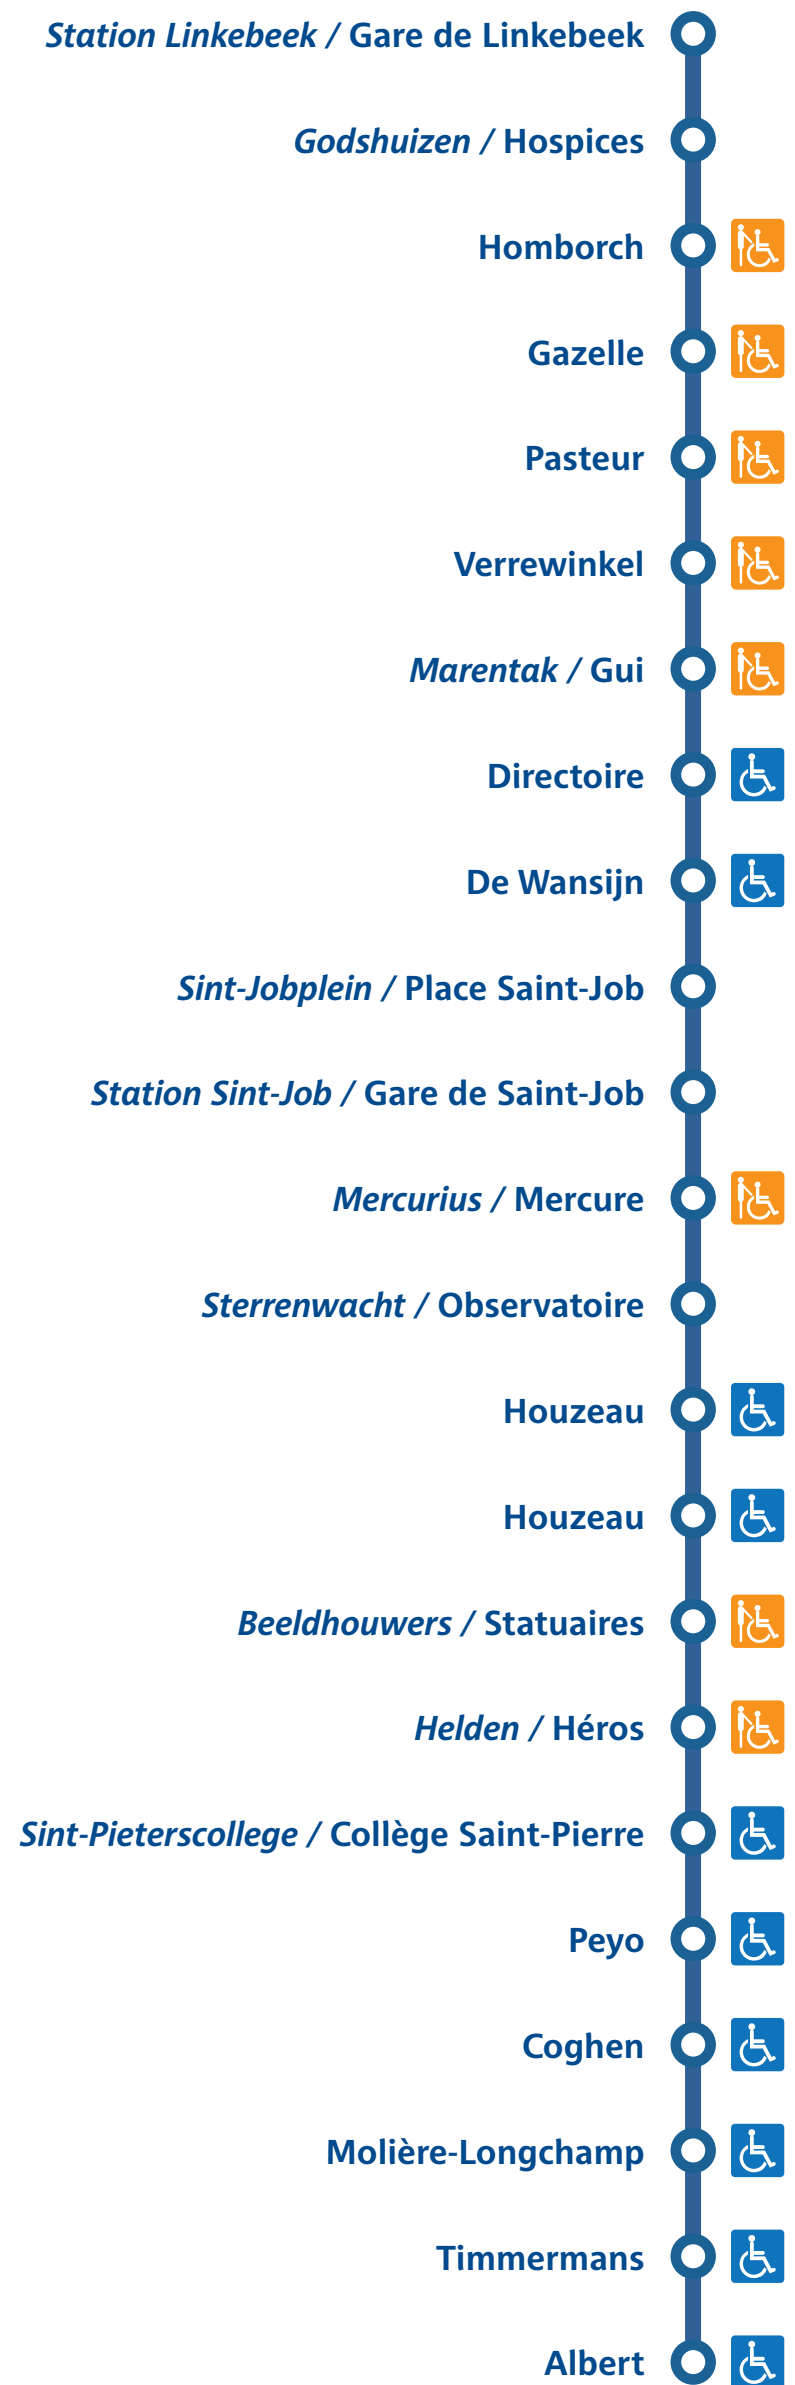 Station Linkebeek / Gare de Linkebeek
Godshuizen / Hospices
Homborch
Gazelle
Pasteur
Verrewinkel
Marentak / Gui
Directoire
De Wansijn
Sint-Jobplein / Place Saint-Job
Station Sint-Job / Gare de Saint-Job
Mercurius / Mercure
Sterrenwacht / Observatoire
Houzeau
Houzeau
Beeldhouwers / Statuaires
Helden / Héros
Sint-Pieterscollege / Collège Saint-Pierre
Peyo
Coghen
Molière-Longchamp
Timmermans
Albert